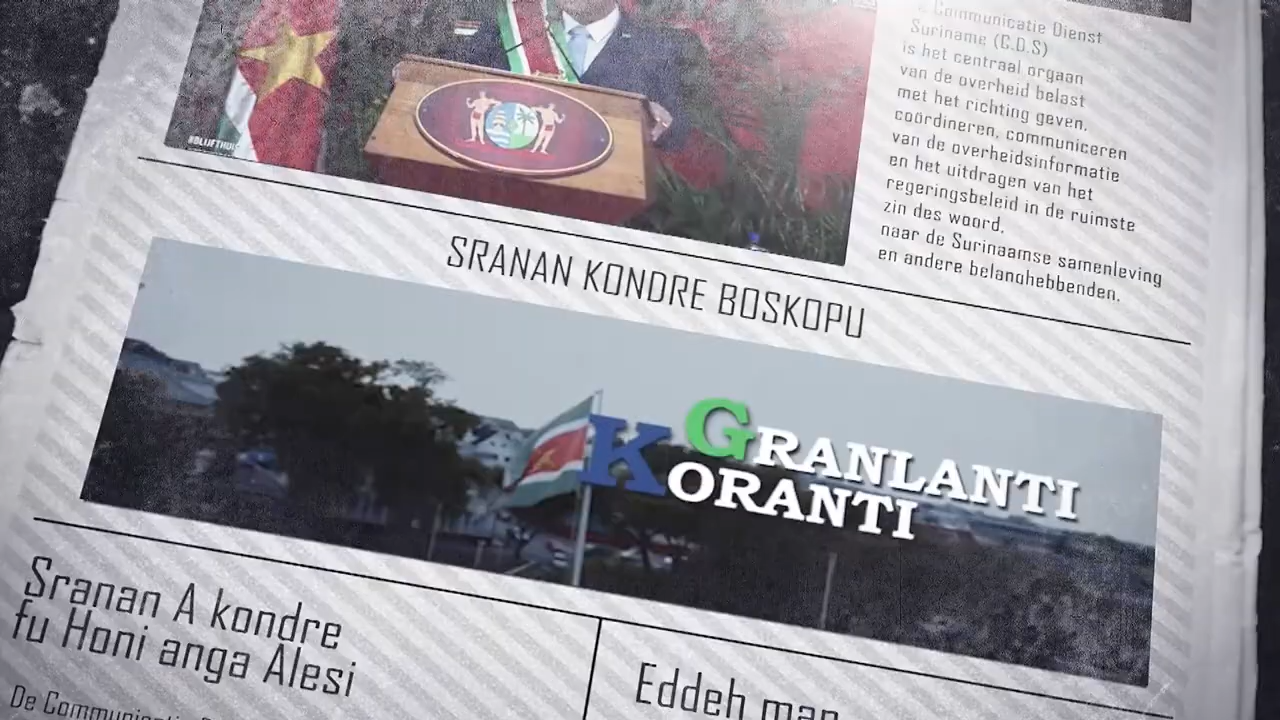 Communicatie Dienst
Suriname (C.D.S)
is het centraal orgaan
van de overheid belast
met het richting geven,
coördineren, communiceren
van de overheidsinformatie
en het uitdragen van het
regeringsbeleid in de ruimste
zin des woord.
naar de Surinaamse samenleving
en andere belanghebbenden.
#BLIJFTHUIS
SRANAN KONDRE BOSKOPU
GRANLANTI
KORANTI
Sranan A kondre
fu Honi anga Alesi
De
Eddeh man